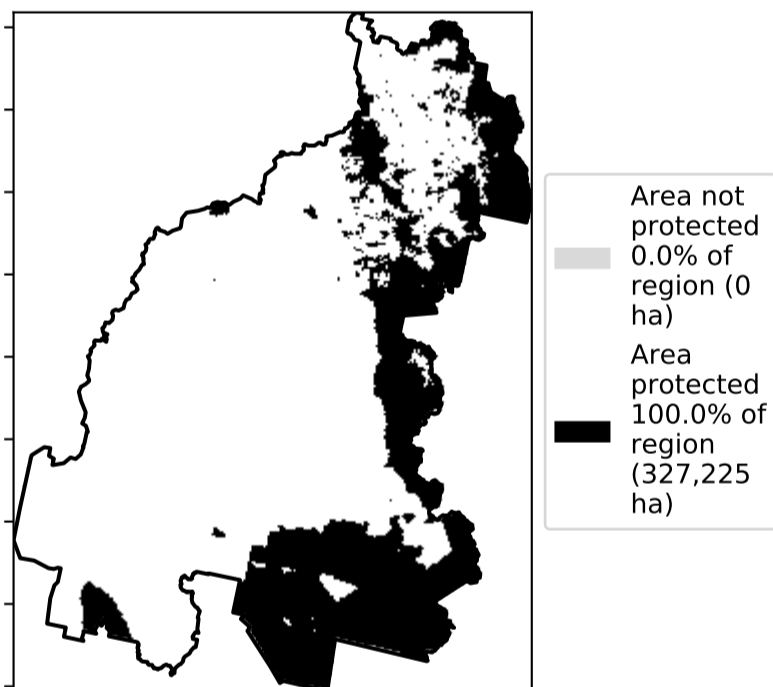 Area not
protected
0.0% of
region (0
ha)
Area
protected
100.0% of
region
(327,225
ha)